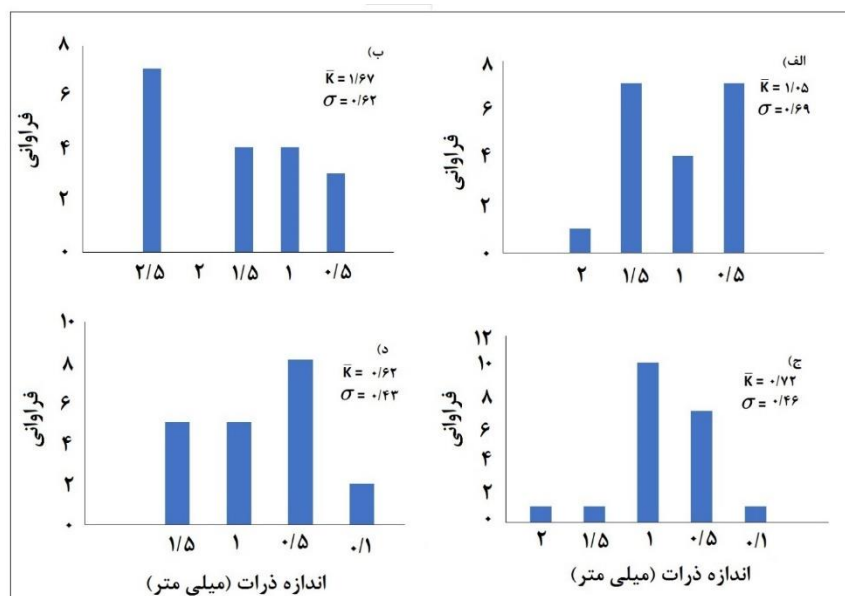 الف)
K̄ = ۱/۰۵
σ = ۰/۶۹
فراوانی
۸
۶
۴
۲
۰
۲ ۱/۵ ۱ ۰/۵
ب)
K̄ = ۱/۶۷
σ = ۰/۶۲
فراوانی
۸
۶
۴
۲
۰
۲/۵ ۲ ۱/۵ ۱ ۰/۵
ج)
K̄ = ۰/۷۲
σ = ۰/۴۶
فراوانی
۱۲
۱۰
۸
۶
۴
۲
۰
۲ ۱/۵ ۱ ۰/۵ ۰/۱
اندازه ذرات (میلی متر)
د)
K̄ = ۰/۶۲
σ = ۰/۴۳
فراوانی
۱۰
۸
۶
۴
۲
۰
۱/۵ ۱ ۰/۵ ۰/۱
اندازه ذرات (میلی متر)